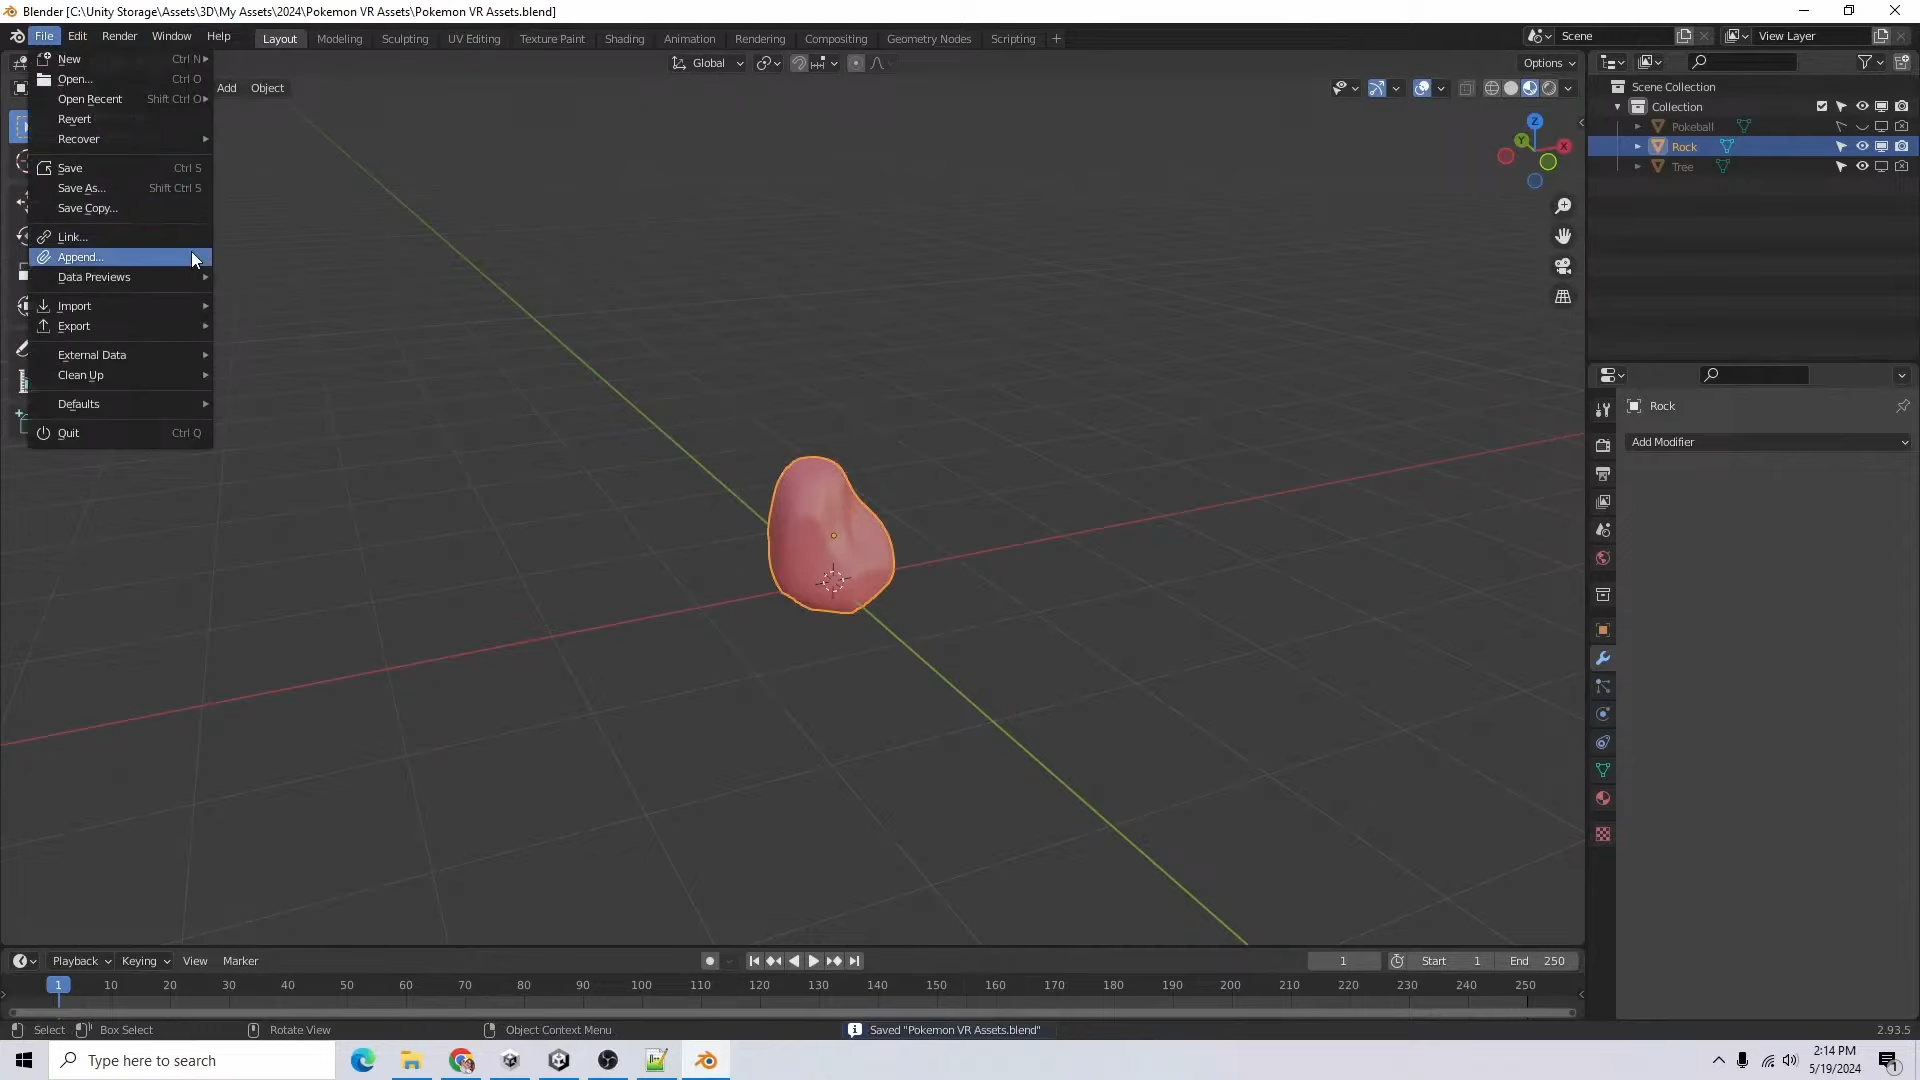 Blender [C:\Unity Storage\Assets\3D\My Assets\2024\Pokemon VR Assets\Pokemon VR Assets.blend]
File Edit Render Window Help Layout Modeling Sculpting UV Editing Texture Paint Shading Animation Rendering Compositing Geometry Nodes Scripting + Scene View Layer
New Ctrl N
Open... Ctrl O
Open Recent Shift Ctrl O
Revert
Recover
Save Ctrl S
Save As... Shift Ctrl S
Save Copy...
Link...
Append...
Data Previews
Import
Export
External Data
Clean Up
Defaults
Quit Ctrl Q
Global
Options
Add Object
Z
Y
X
Scene Collection
Collection
Pokeball
Rock
Tree
Rock
Add Modifier
Playback Keying View Marker
1 Start 1 End 250
1 10 20 30 40 50 60 70 80 90 100 110 120 130 140 150 160 170 180 190 200 210 220 230 240 250
Select Box Select Rotate View Object Context Menu Saved "Pokemon VR Assets.blend" 2.93.5
Type here to search
2:14 PM
5/19/2024
1